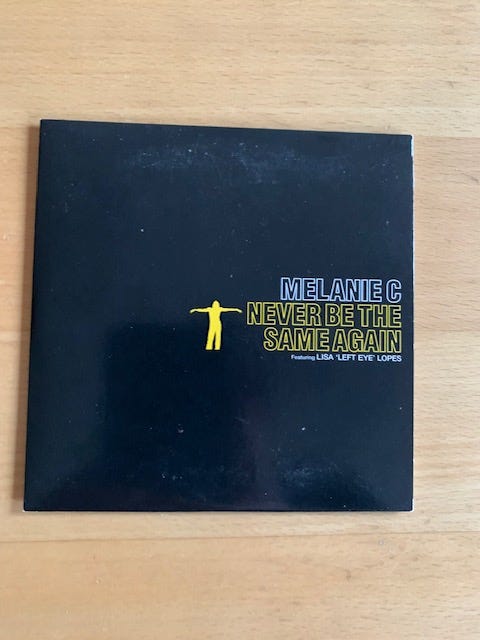 MELANIE C
NEVER BE THE
SAME AGAIN
Featuring LISA 'LEFT EYE' LOPES